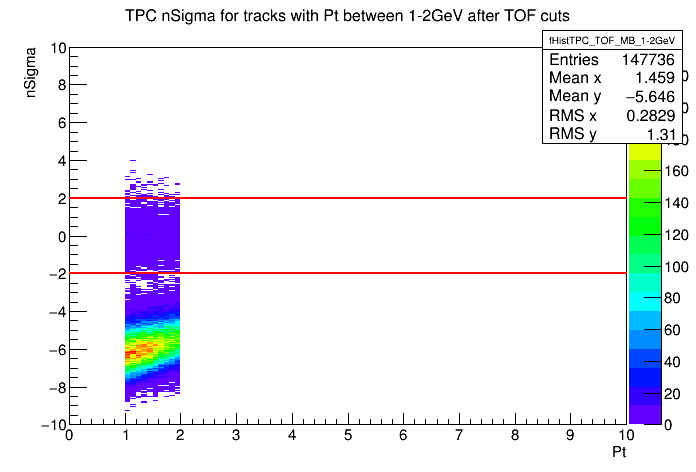 TPC nSigma for tracks with Pt between 1-2GeV after TOF cuts
fHistTPC_TOF_MB_1-2GeV
Entries 147736
Mean x 1.459
Mean y −5.646
RMS x 0.2829
RMS y 1.31
nSigma
10
8
6
4
2
0
−2
−4
−6
−8
−10
0 1 2 3 4 5 6 7 8 9 10
Pt
160
140
120
100
80
60
40
20
0